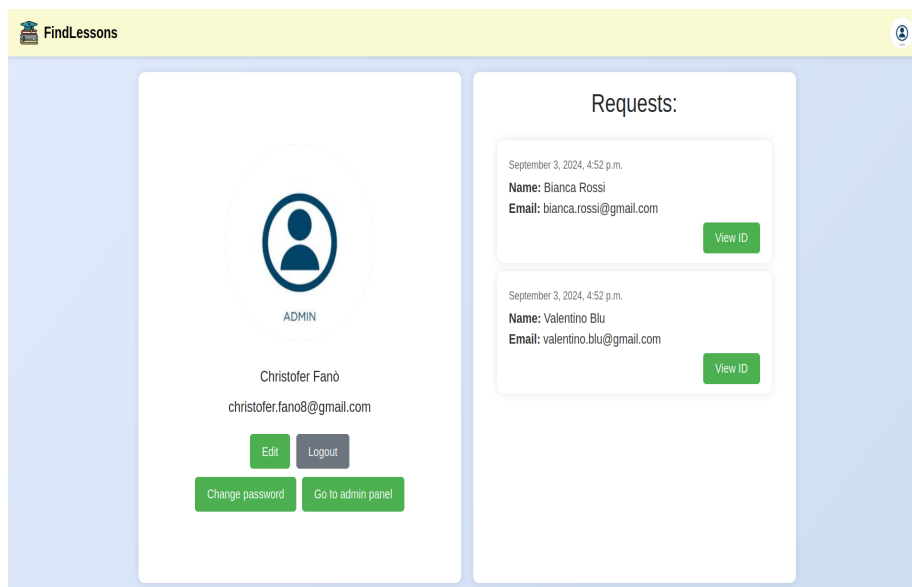 FindLessons
ADMIN
Christofer Fanò
christofer.fano8@gmail.com
Edit
Logout
Change password
Go to admin panel
Requests:
September 3, 2024, 4:52 p.m.
Name: Bianca Rossi
Email: bianca.rossi@gmail.com
View ID
September 3, 2024, 4:52 p.m.
Name: Valentino Blu
Email: valentino.blu@gmail.com
View ID